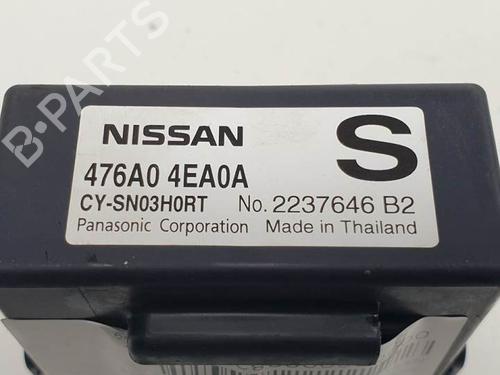 B-PARTS
NISSAN S
476A0 4EA0A
CY-SN03H0RT No. 2237646 B2
Panasonic Corporation Made in Thailand